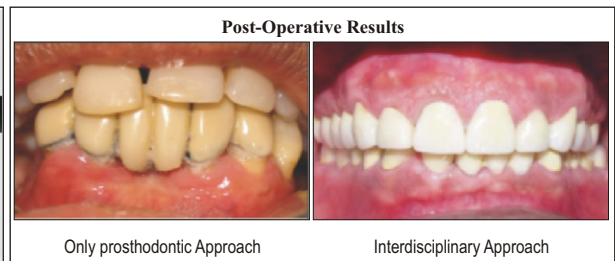 Post-Operative Results
Only prosthodontic Approach
Interdisciplinary Approach